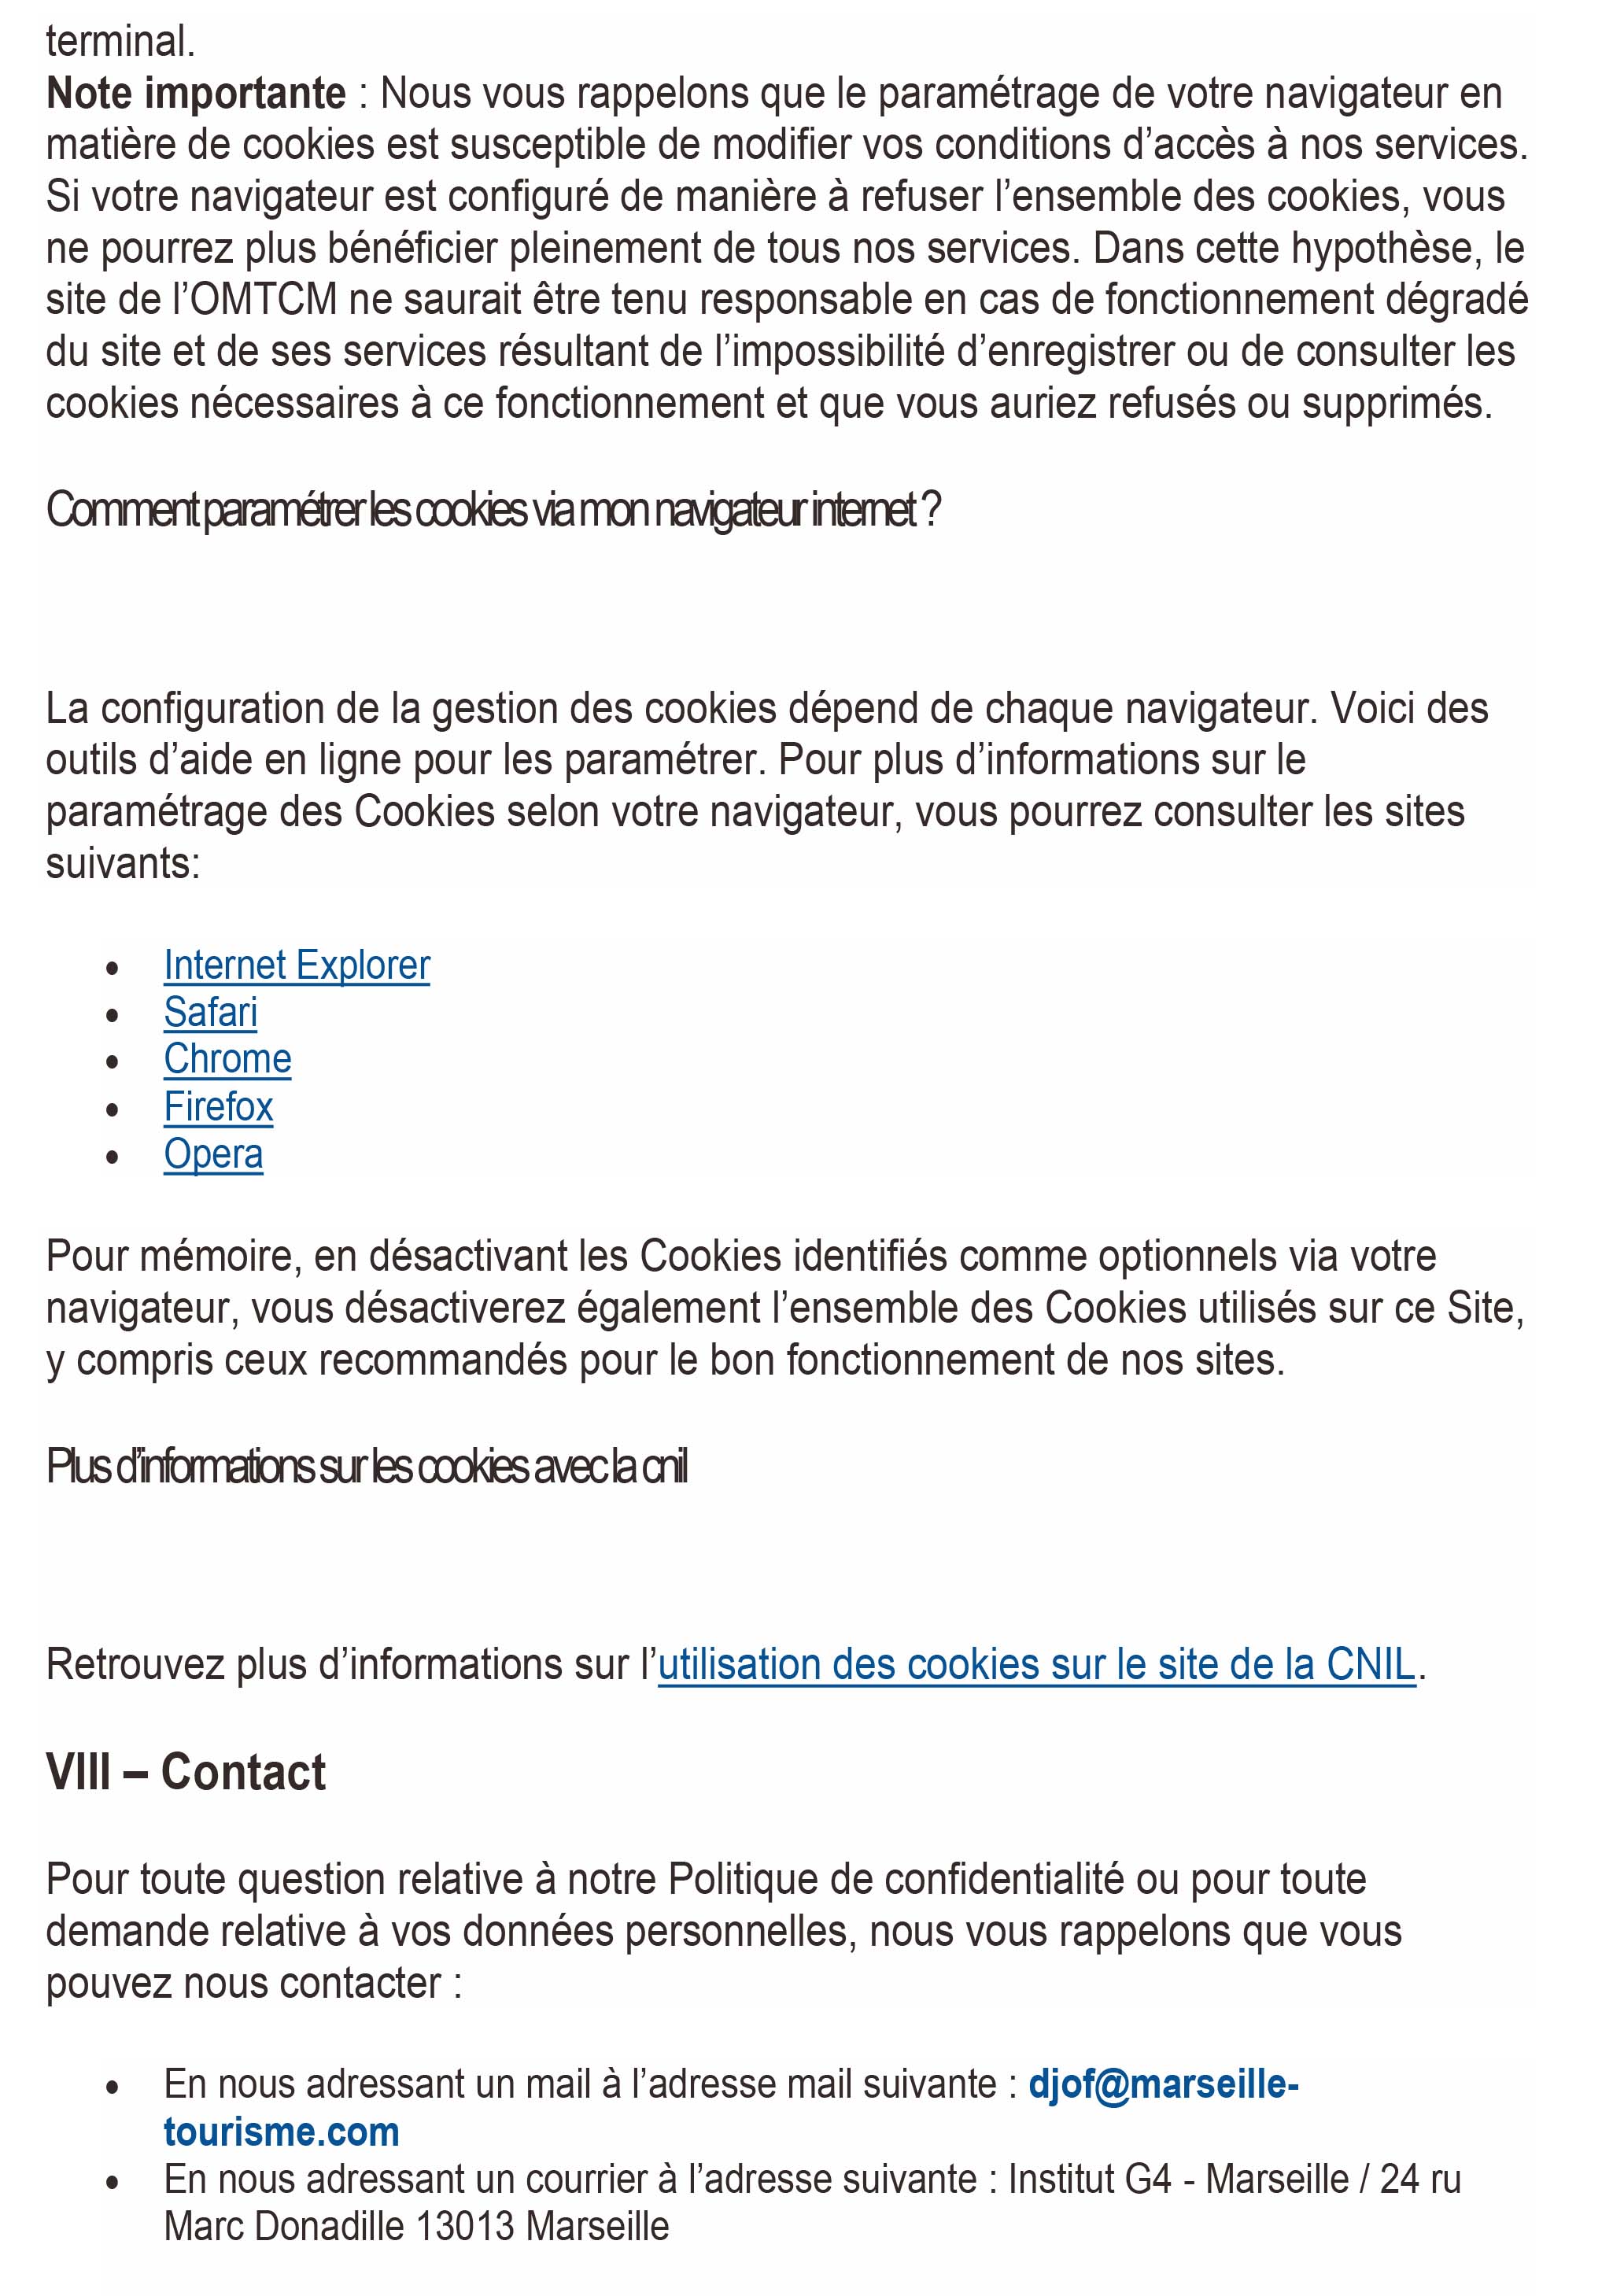 terminal.
Note importante : Nous vous rappelons que le paramétrage de votre navigateur en
matière de cookies est susceptible de modifier vos conditions d’accès à nos services.
Si votre navigateur est configuré de manière à refuser l’ensemble des cookies, vous
ne pourrez plus bénéficier pleinement de tous nos services. Dans cette hypothèse, le
site de l’OMTCM ne saurait être tenu responsable en cas de fonctionnement dégradé
du site et de ses services résultant de l’impossibilité d’enregistrer ou de consulter les
cookies nécessaires à ce fonctionnement et que vous auriez refusés ou supprimés.
Comment paramétrer les cookies via mon navigateur internet ?
La configuration de la gestion des cookies dépend de chaque navigateur. Voici des
outils d’aide en ligne pour les paramétrer. Pour plus d’informations sur le
paramétrage des Cookies selon votre navigateur, vous pourrez consulter les sites
suivants:
• Internet Explorer
• Safari
• Chrome
• Firefox
• Opera
Pour mémoire, en désactivant les Cookies identifiés comme optionnels via votre
navigateur, vous désactiverez également l’ensemble des Cookies utilisés sur ce Site,
y compris ceux recommandés pour le bon fonctionnement de nos sites.
Plus d’informations sur les cookies avec la cnil
Retrouvez plus d’informations sur l’utilisation des cookies sur le site de la CNIL.
VIII – Contact
Pour toute question relative à notre Politique de confidentialité ou pour toute
demande relative à vos données personnelles, nous vous rappelons que vous
pouvez nous contacter :
• En nous adressant un mail à l’adresse mail suivante : djof@marseille-
tourisme.com
• En nous adressant un courrier à l’adresse suivante : Institut G4 - Marseille / 24 ru
Marc Donadille 13013 Marseille